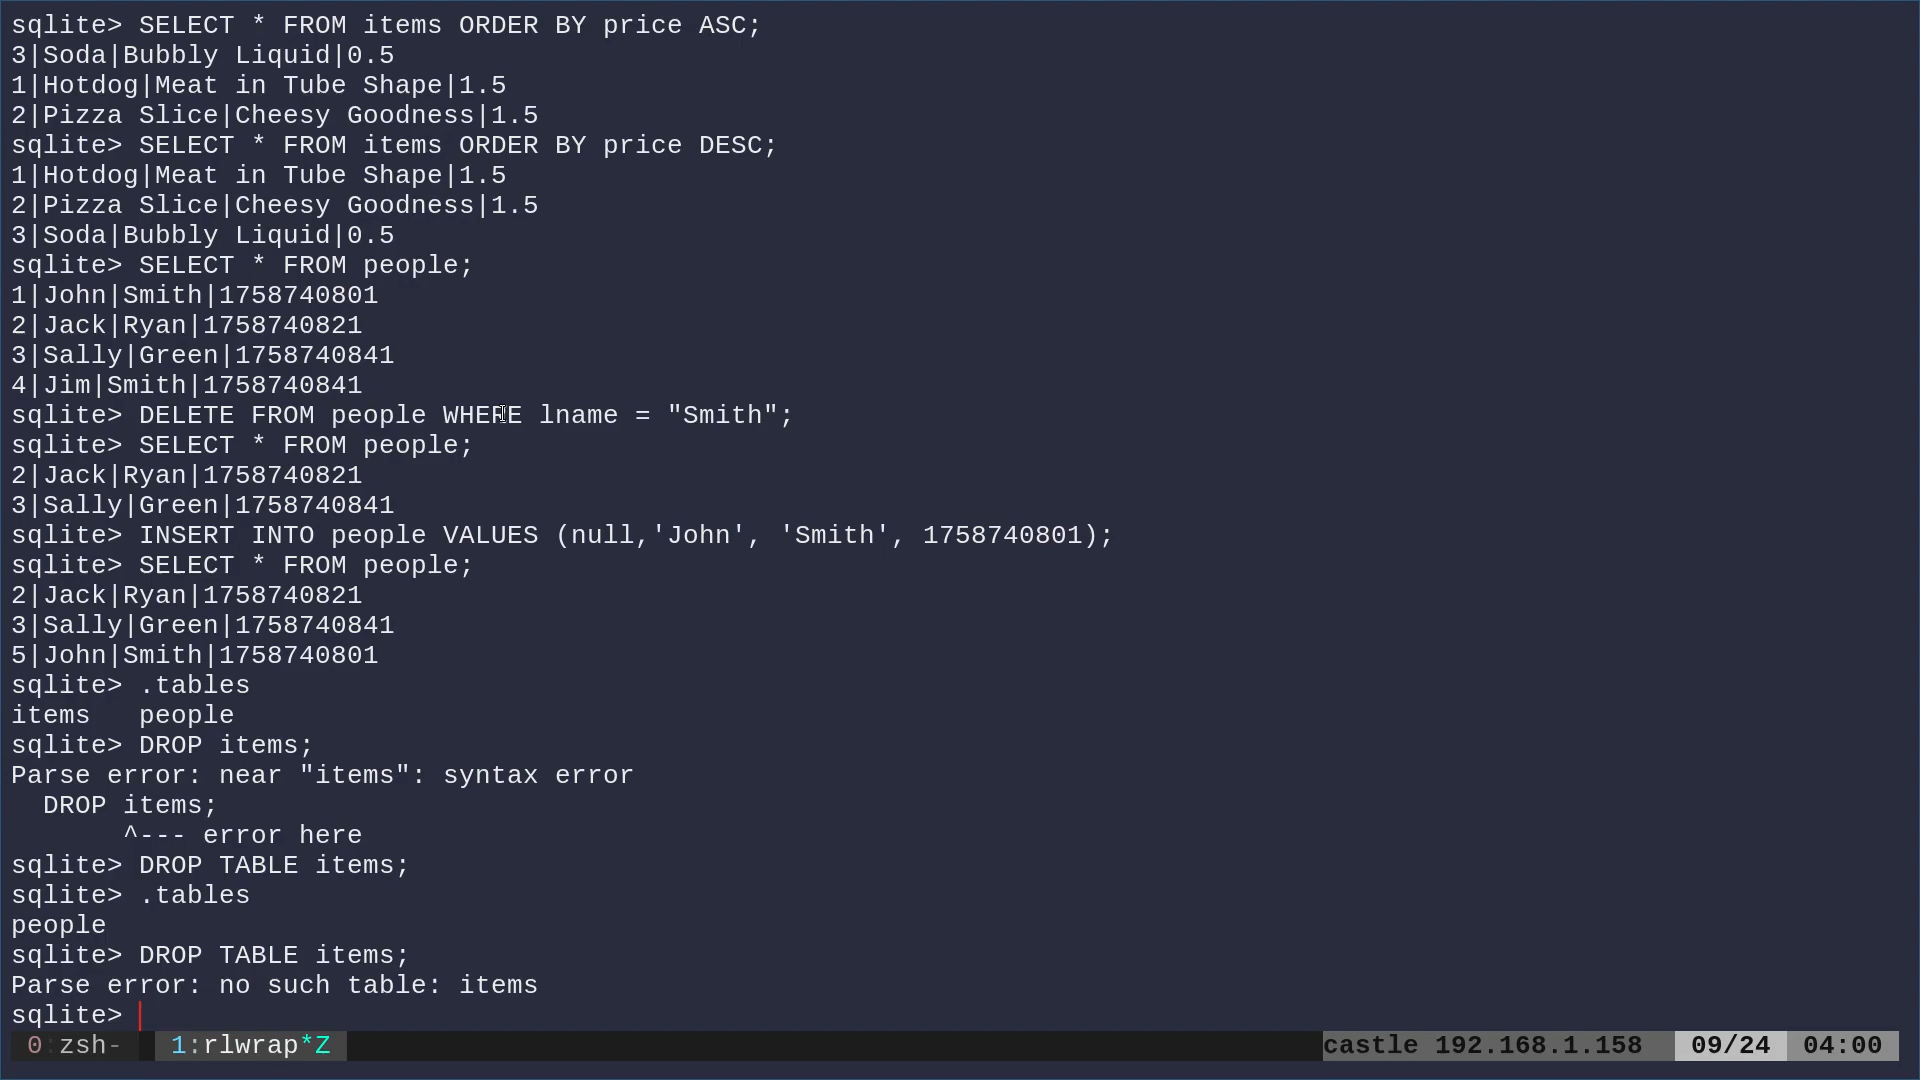 sqlite> SELECT * FROM items ORDER BY price ASC;
3|Soda|Bubbly Liquid|0.5
1|Hotdog|Meat in Tube Shape|1.5
2|Pizza Slice|Cheesy Goodness|1.5
sqlite> SELECT * FROM items ORDER BY price DESC;
1|Hotdog|Meat in Tube Shape|1.5
2|Pizza Slice|Cheesy Goodness|1.5
3|Soda|Bubbly Liquid|0.5
sqlite> SELECT * FROM people;
1|John|Smith|1758740801
2|Jack|Ryan|1758740821
3|Sally|Green|1758740841
4|Jim|Smith|1758740841
sqlite> DELETE FROM people WHERE lname = "Smith";
sqlite> SELECT * FROM people;
2|Jack|Ryan|1758740821
3|Sally|Green|1758740841
sqlite> INSERT INTO people VALUES (null,'John', 'Smith', 1758740801);
sqlite> SELECT * FROM people;
2|Jack|Ryan|1758740821
3|Sally|Green|1758740841
5|John|Smith|1758740801
sqlite> .tables
items   people
sqlite> DROP items;
Parse error: near "items": syntax error
  DROP items;
       ^--- error here
sqlite> DROP TABLE items;
sqlite> .tables
people
sqlite> DROP TABLE items;
Parse error: no such table: items
sqlite>
0:zsh-  1:rlwrap*Z castle 192.168.1.158 09/24 04:00